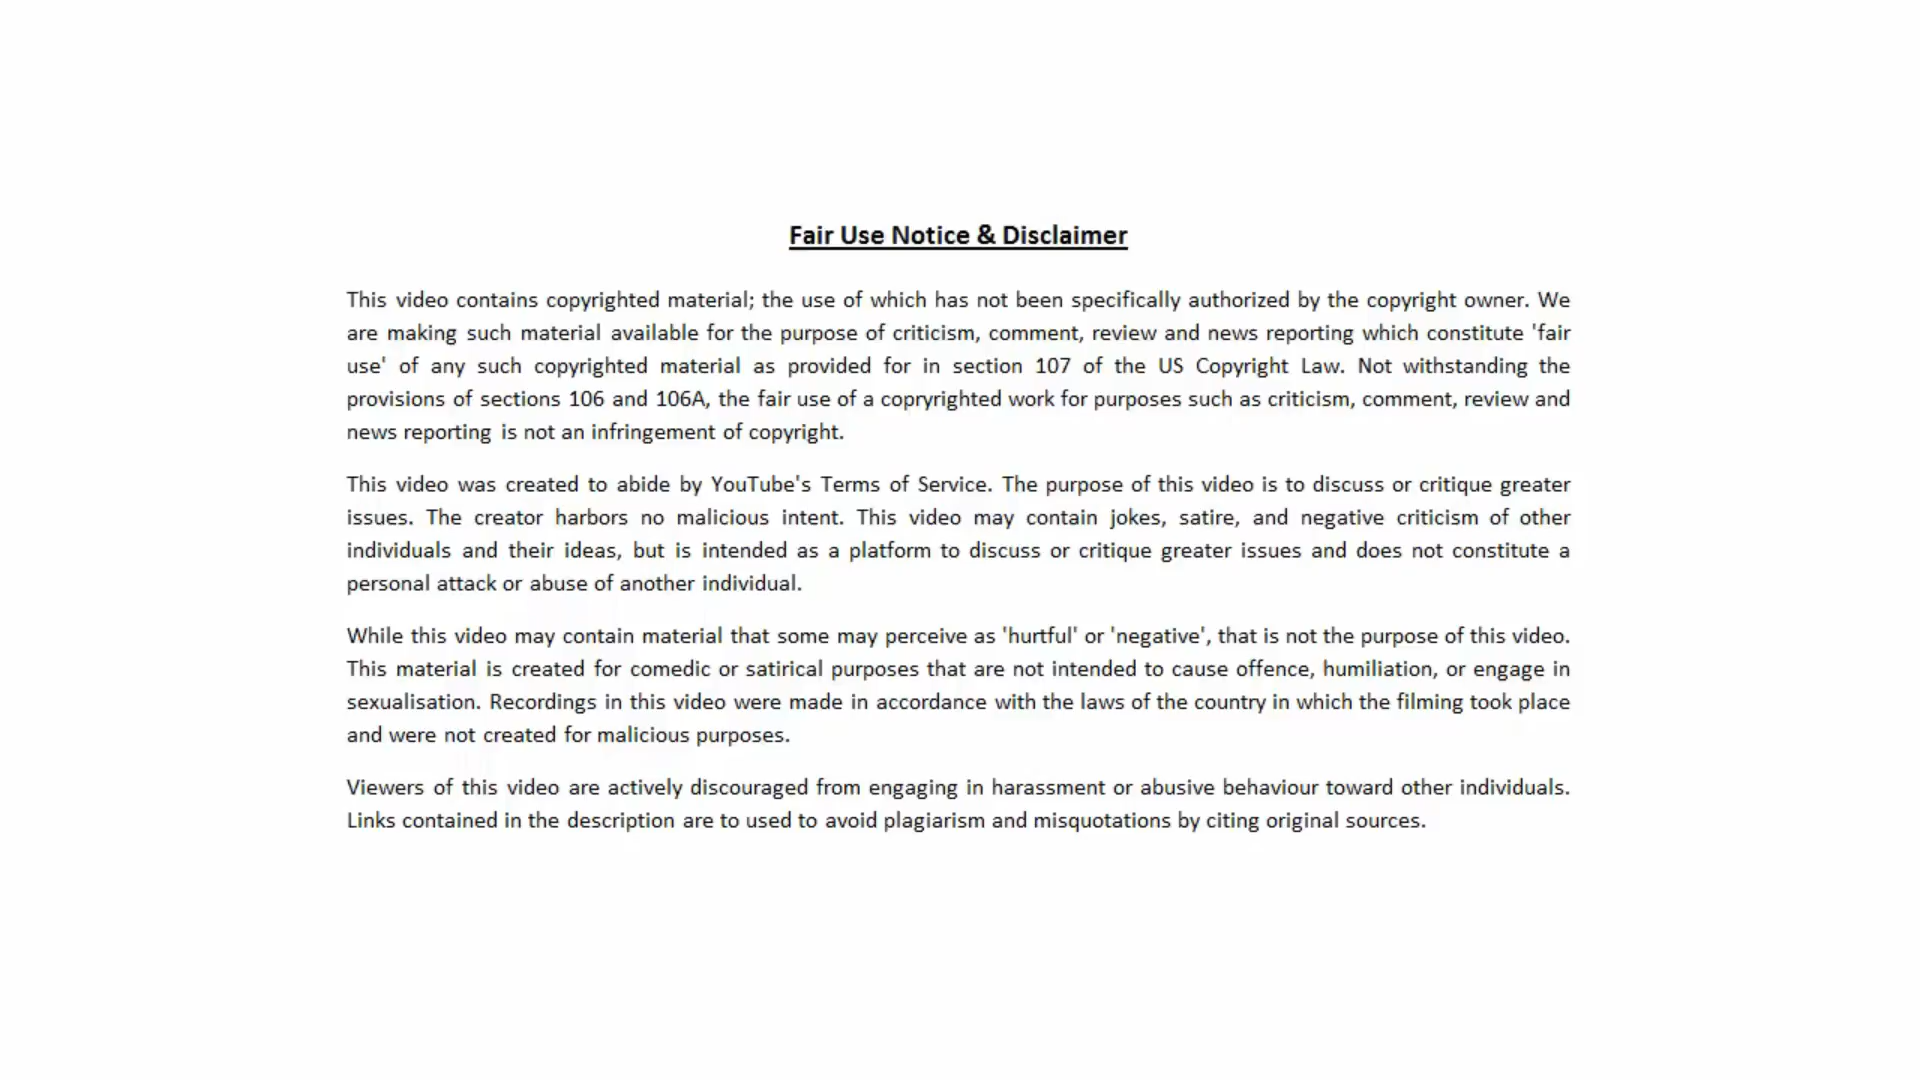 Fair Use Notice & Disclaimer
This video contains copyrighted material; the use of which has not been specifically authorized by the copyright owner. We
are making such material available for the purpose of criticism, comment, review and news reporting which constitute 'fair
use' of any such copyrighted material as provided for in section 107 of the US Copyright Law. Not withstanding the
provisions of sections 106 and 106A, the fair use of a copryrighted work for purposes such as criticism, comment, review and
news reporting is not an infringement of copyright.
This video was created to abide by YouTube's Terms of Service. The purpose of this video is to discuss or critique greater
issues. The creator harbors no malicious intent. This video may contain jokes, satire, and negative criticism of other
individuals and their ideas, but is intended as a platform to discuss or critique greater issues and does not constitute a
personal attack or abuse of another individual.
While this video may contain material that some may perceive as 'hurtful' or 'negative', that is not the purpose of this video.
This material is created for comedic or satirical purposes that are not intended to cause offence, humiliation, or engage in
sexualisation. Recordings in this video were made in accordance with the laws of the country in which the filming took place
and were not created for malicious purposes.
Viewers of this video are actively discouraged from engaging in harassment or abusive behaviour toward other individuals.
Links contained in the description are to used to avoid plagiarism and misquotations by citing original sources.